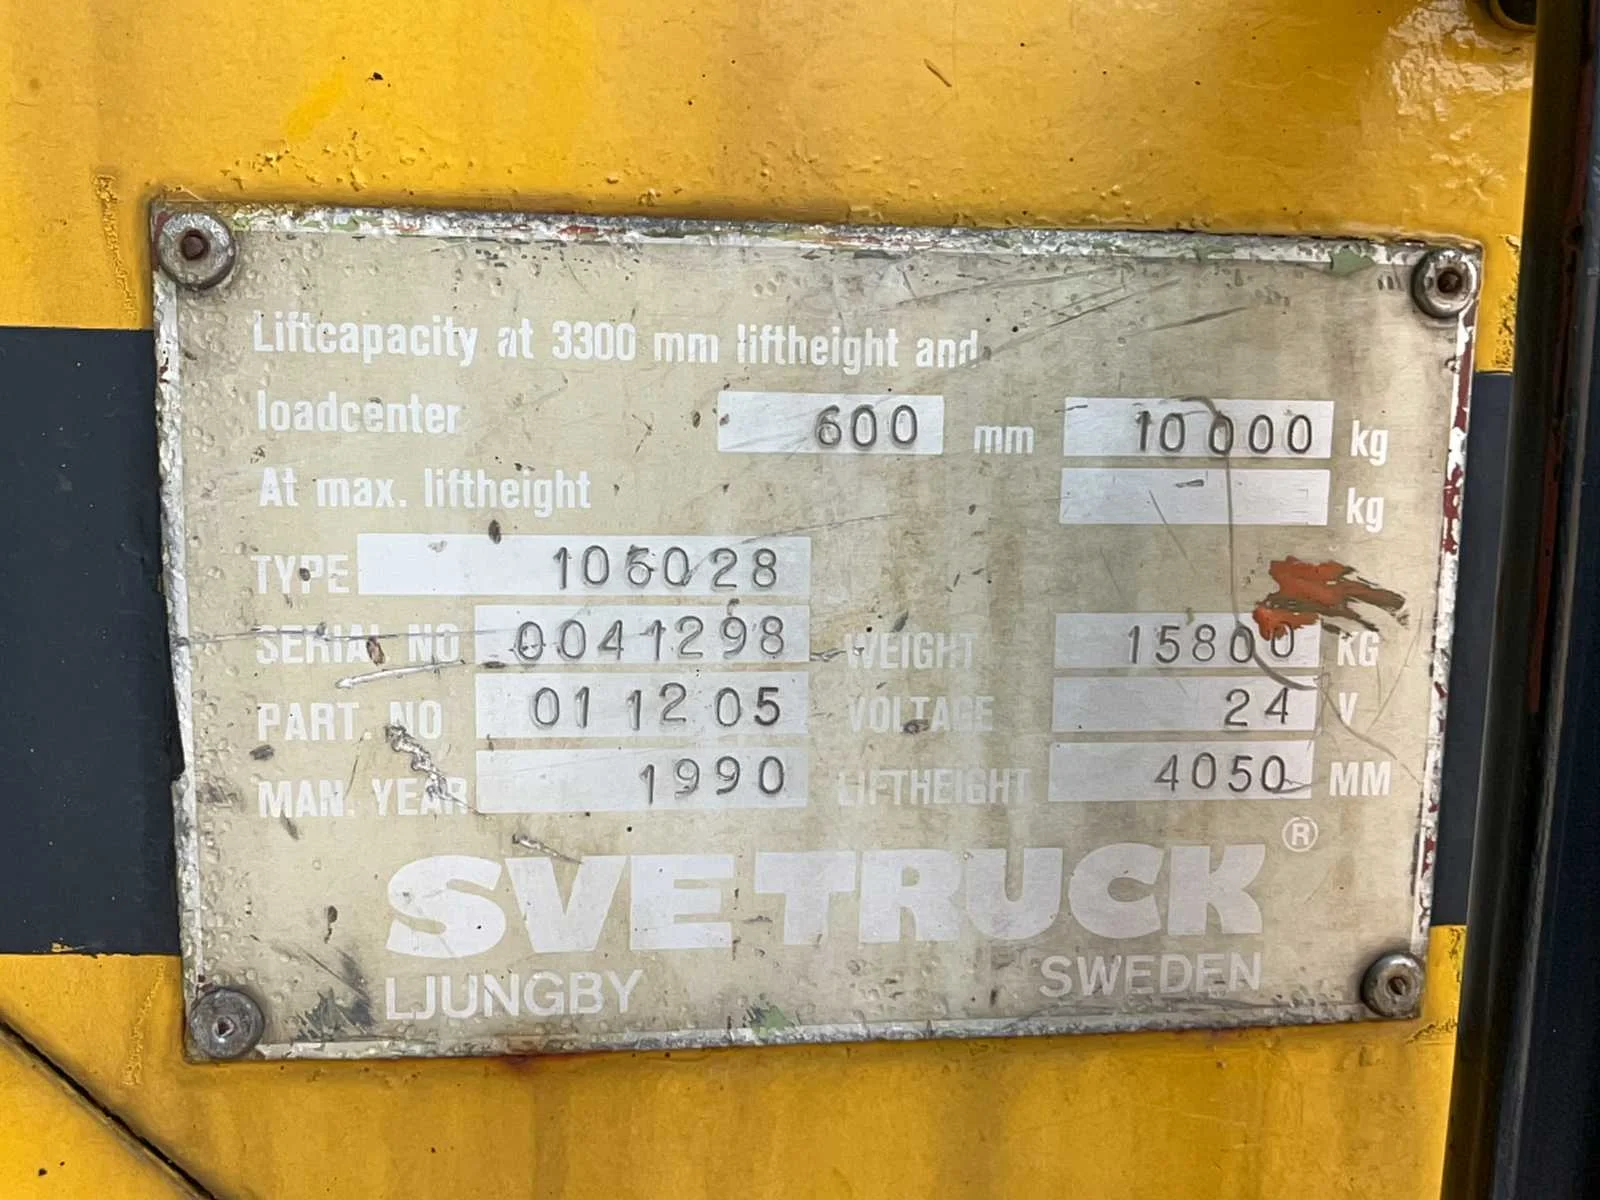 Liftcapacity at 3300 mm liftheight and
loadcenter 600 mm 10 000 kg
At max. liftheight kg
TYPE 106028
SERIAL NO 0041298 WEIGHT 15800 KG
PART. NO 01 12 05 VOLTAGE 24 V
MAN. YEAR 1990 LIFTHEIGHT 4050 MM
SVETRUCK ®
LJUNGBY SWEDEN